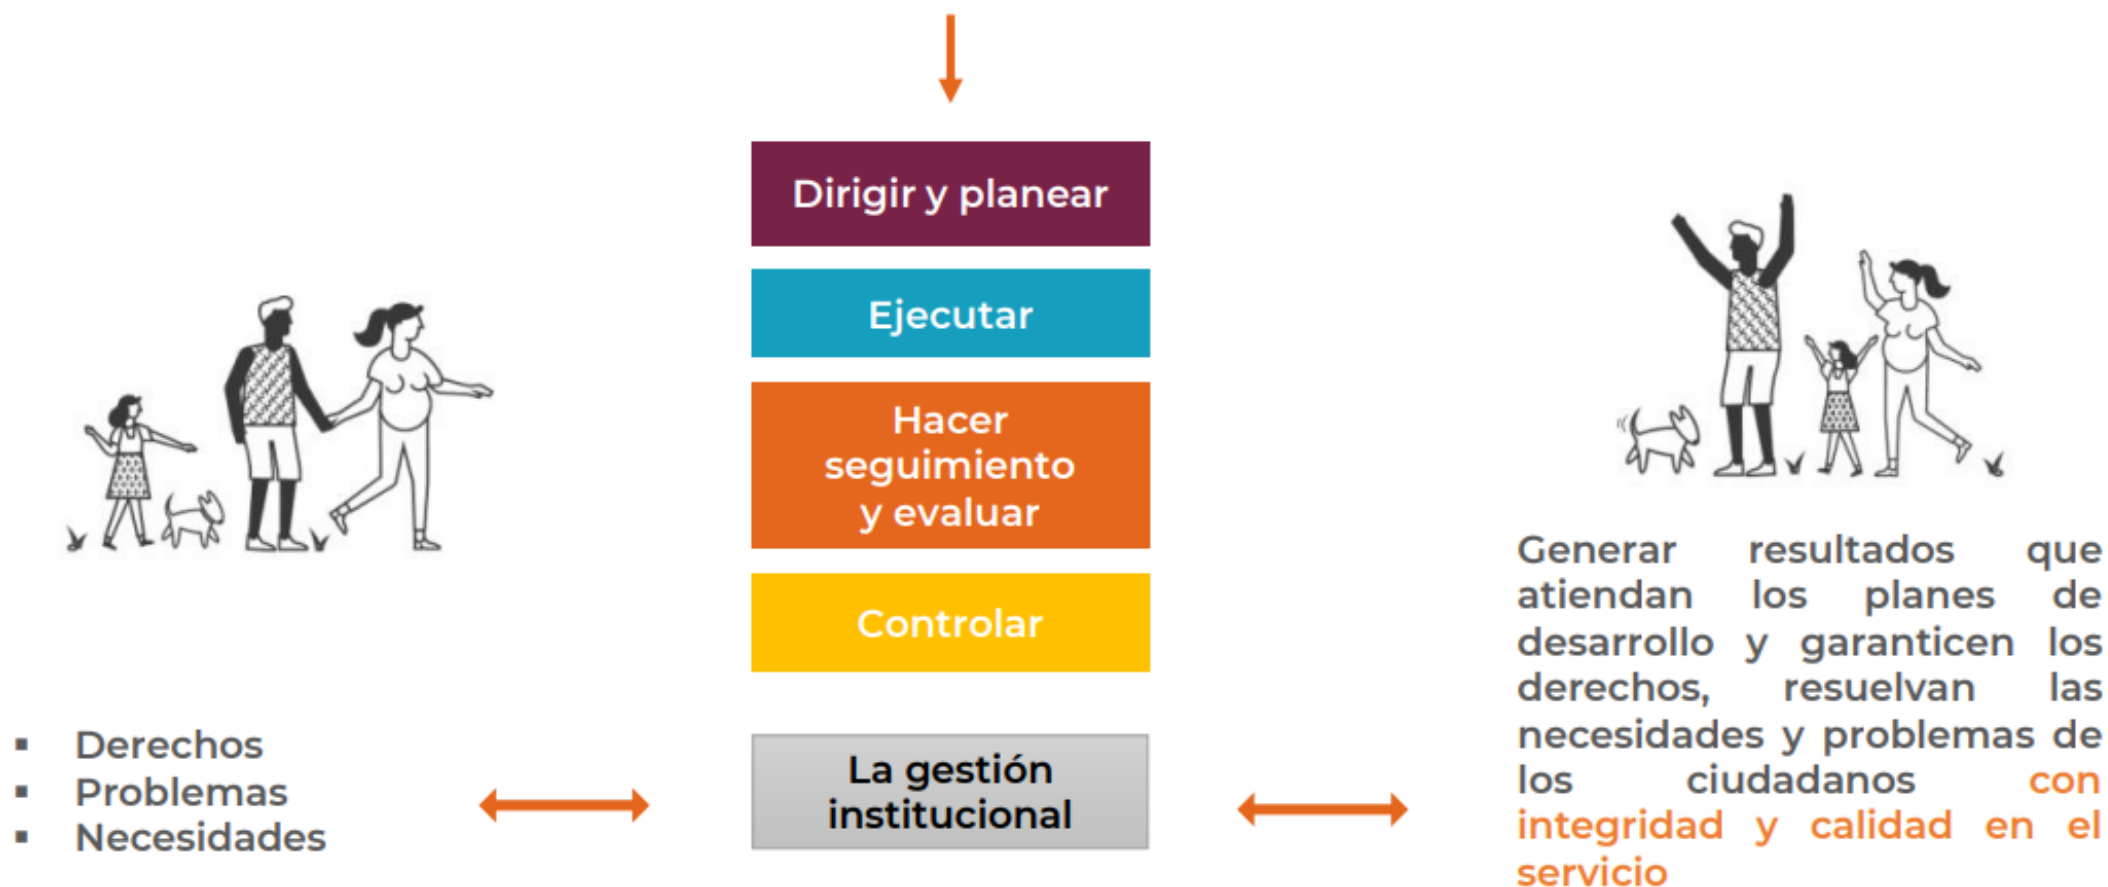 Dirigir y planear
Ejecutar
Hacer
seguimiento
y evaluar
Controlar
La gestión
institucional
▪ Derechos
▪ Problemas
▪ Necesidades
Generar resultados que
atiendan los planes de
desarrollo y garanticen los
derechos, resuelvan las
necesidades y problemas de
los ciudadanos con
integridad y calidad en el
servicio